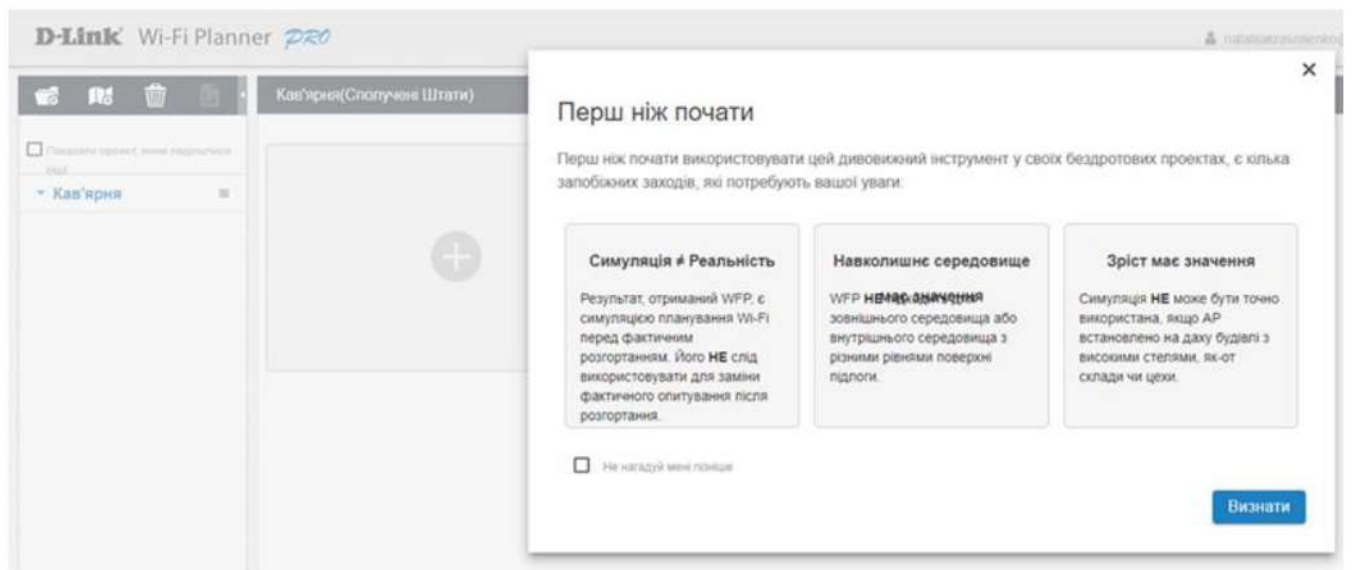 D-Link Wi-Fi Planner PRO
Кав'ярня(Сполучені Штати)
Кав'ярня
Перш ніж почати
Перш ніж почати використовувати цей дивовижний інструмент у своїх бездротових проектах, є кілька
запобіжних заходів, які потребують вашої уваги:
Симуляція ≠ Реальність
Результат, отриманий WFP, є
симуляцією планування Wi-Fi
перед фактичним
розгортанням. Його НЕ слід
використовувати для заміни
фактичного опитування після
розгортання.
Навколишнє середовище
має значення
WFP НЕ
зовнішнього середовища або
внутрішнього середовища з
різними рівнями поверхні
підлоги.
Зріст має значення
Симуляція НЕ може бути точно
використана, якщо AP
встановлено на даху будівлі з
високими стелями, як-от
склади чи цехи.
Не нагадуй мені пізніше
Визнати